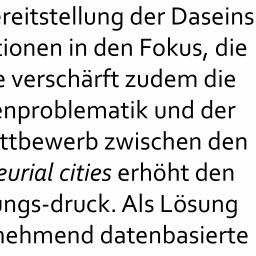 reitstellung der Daseins
tionen in den Fokus, die
e verschärft zudem die
enproblematik und der
ttbewerb zwischen den
eurial cities erhöht den
ungs-druck. Als Lösung
nehmend datenbasierte